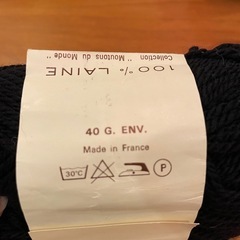 Collection " Moutons du Monde "
100 % LAINE
40 G. ENV.
Made in France
30°C
P